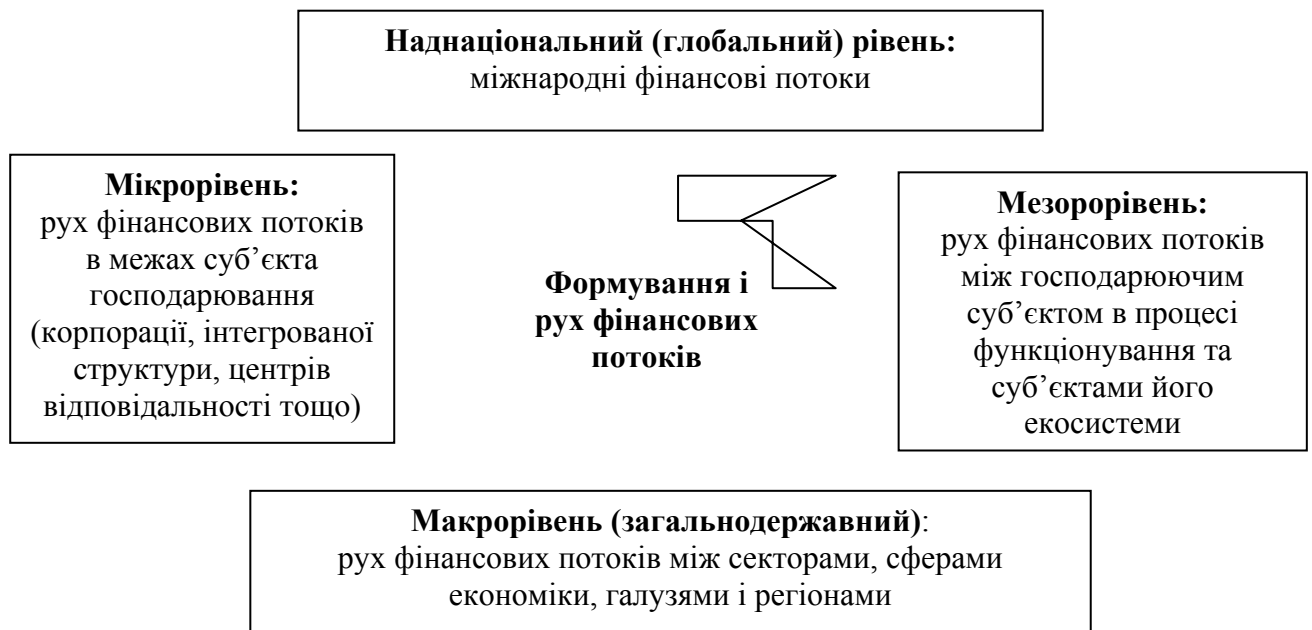 Наднаціональний (глобальний) рівень:
міжнародні фінансові потоки
Мікрорівень:
рух фінансових потоків
в межах суб’єкта
господарювання
(корпорації, інтегрованої
структури, центрів
відповідальності тощо)
Формування і
рух фінансових
потоків
Мезорорівень:
рух фінансових потоків
між господарюючим
суб’єктом в процесі
функціонування та
суб’єктами його
екосистеми
Макрорівень (загальнодержавний):
рух фінансових потоків між секторами, сферами
економіки, галузями і регіонами